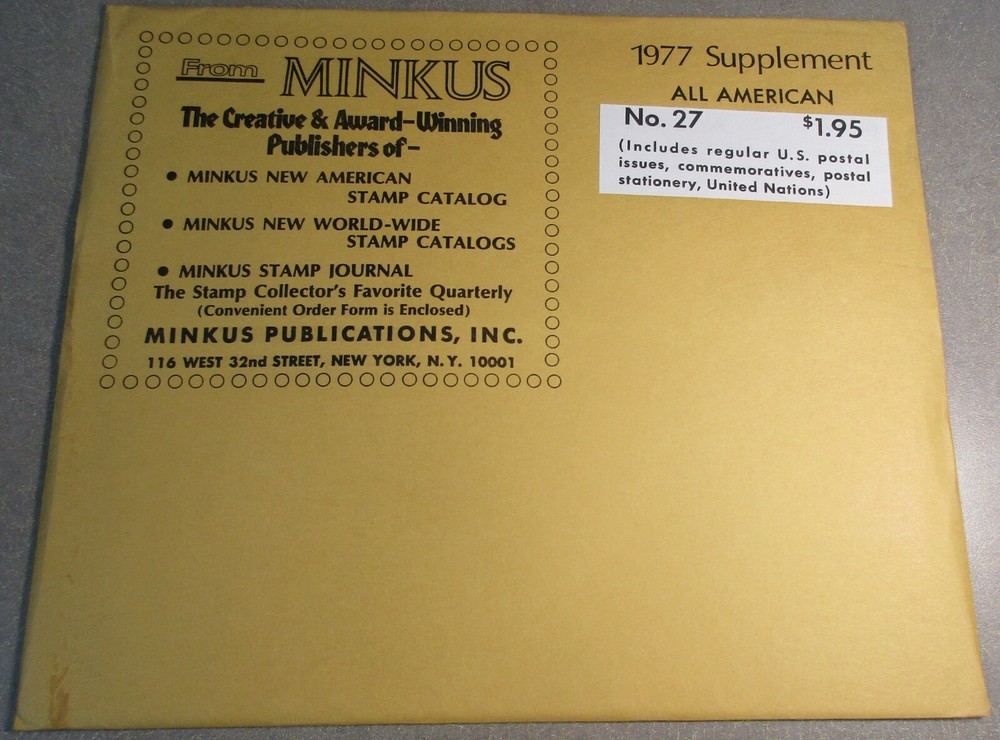 From MINKUS
The Creative & Award-Winning
Publishers of-
• MINKUS NEW AMERICAN
STAMP CATALOG
• MINKUS NEW WORLD-WIDE
STAMP CATALOGS
• MINKUS STAMP JOURNAL
The Stamp Collector's Favorite Quarterly
(Convenient Order Form is Enclosed)
MINKUS PUBLICATIONS, INC.
116 WEST 32nd STREET, NEW YORK, N.Y. 10001
1977 Supplement
ALL AMERICAN
No. 27 $1.95
(Includes regular U.S. postal
issues, commemoratives, postal
stationery, United Nations)